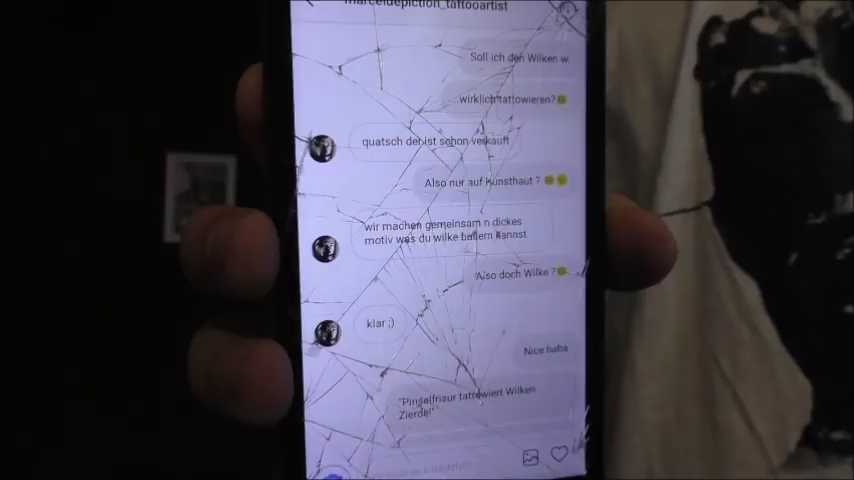 marceldepiction_tattooartist
Soll ich den Wilken w
wirklich tattowieren?
quatsch der ist schon verkauft
Also nur auf Kunsthaut ?
wir machen gemeinsam n dickes
motiv was du wilke ballern kannst
Also doch Wilke ?
klar ;)
Nice haha
"Pinselfrisur tattowiert Wilken
Zierde!"